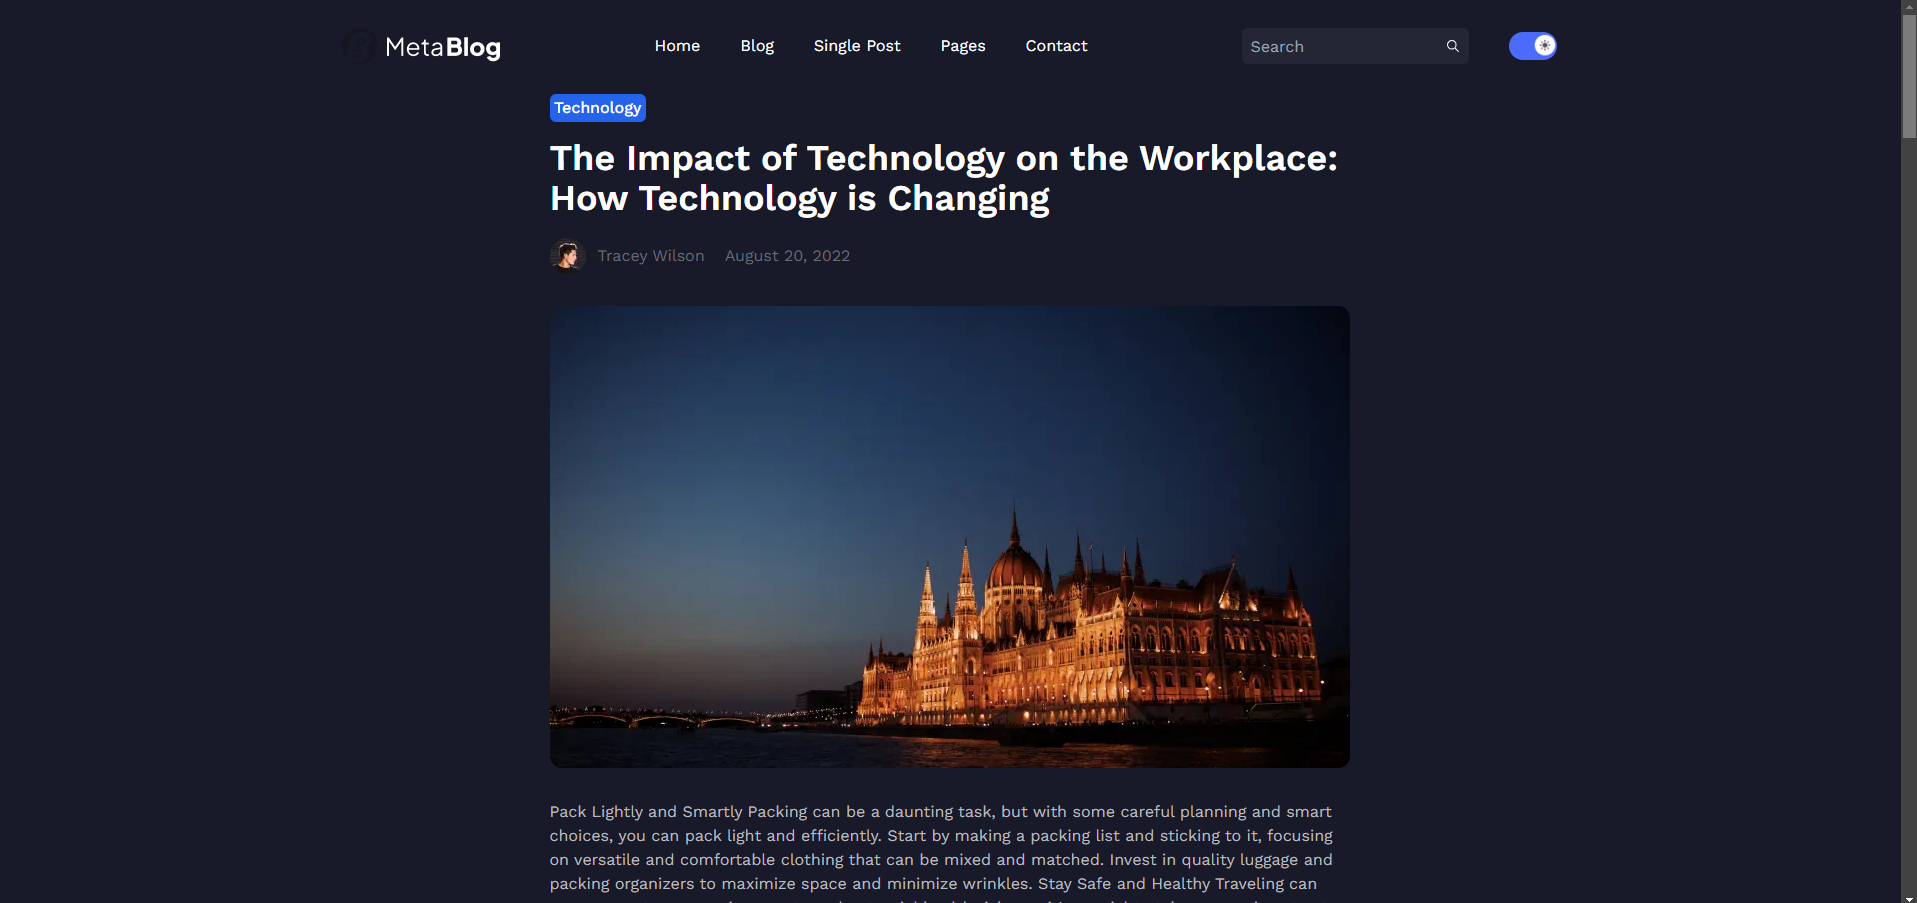 MetaBlog
Home
Blog
Single Post
Pages
Contact
Search
Technology
The Impact of Technology on the Workplace:
How Technology is Changing
Tracey Wilson
August 20, 2022
Pack Lightly and Smartly Packing can be a daunting task, but with some careful planning and smart
choices, you can pack light and efficiently. Start by making a packing list and sticking to it, focusing
on versatile and comfortable clothing that can be mixed and matched. Invest in quality luggage and
packing organizers to maximize space and minimize wrinkles. Stay Safe and Healthy Traveling can